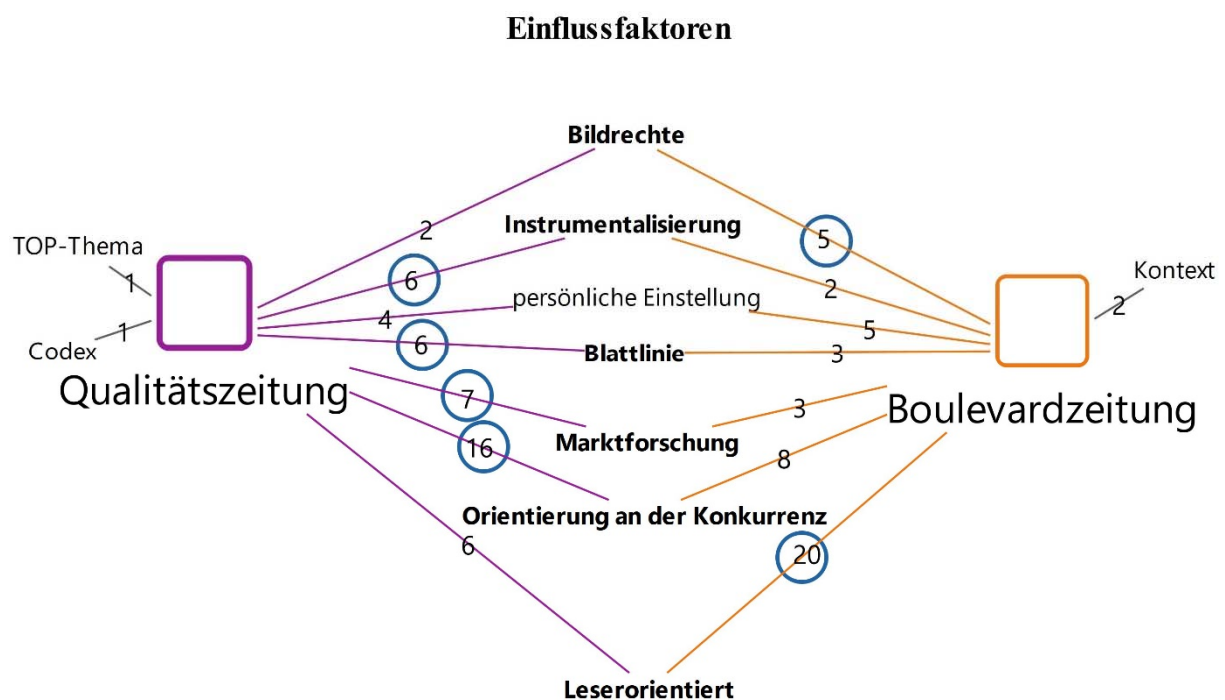 Einflussfaktoren
Bildrechte
2
Instrumentalisierung
5
TOP-Thema
1
6
persönliche Einstellung
2
Kontext
2
4
5
Codex
1
6
Blattlinie
3
Qualitätszeitung
7
3
Boulevardzeitung
16
Marktforschung
8
Orientierung an der Konkurrenz
6
20
Leserorientiert